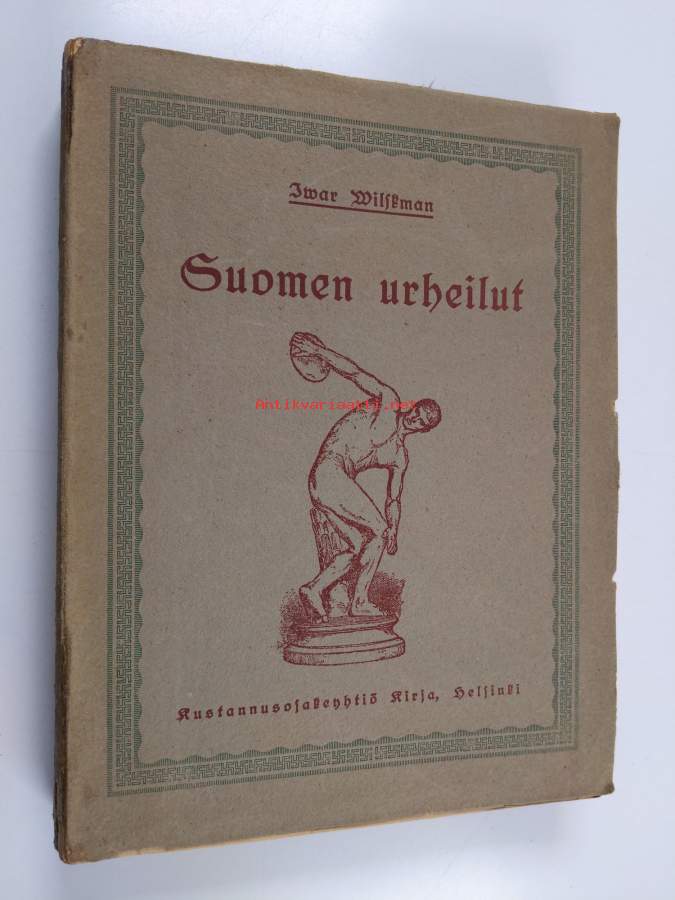 Iwar Wilskman
Suomen urheilut
Antikvariaatti.net
Kustannusosakeyhtiö Kirja, Helsinki